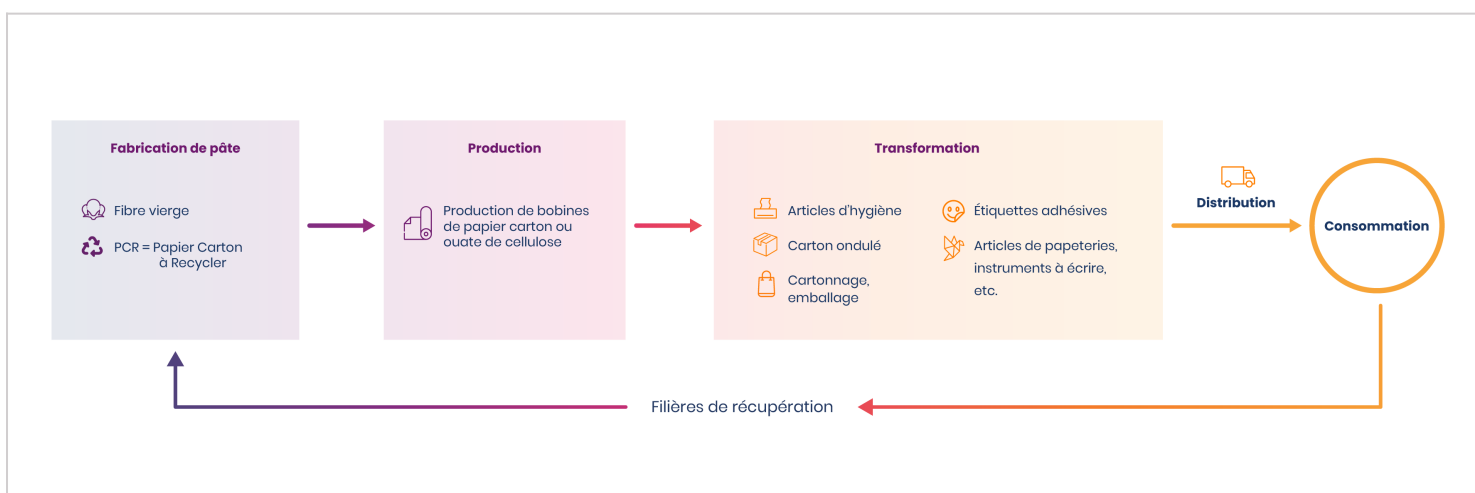 Fabrication de pâte
Fibre vierge
PCR = Papier Carton
à Recycler
Production
Production de bobines
de papier carton ou
ouate de cellulose
Transformation
Articles d'hygiène
Carton ondulé
Cartonnage,
emballage
Étiquettes adhésives
Articles de papeteries,
instruments à écrire,
etc.
Distribution
Consommation
Filières de récupération